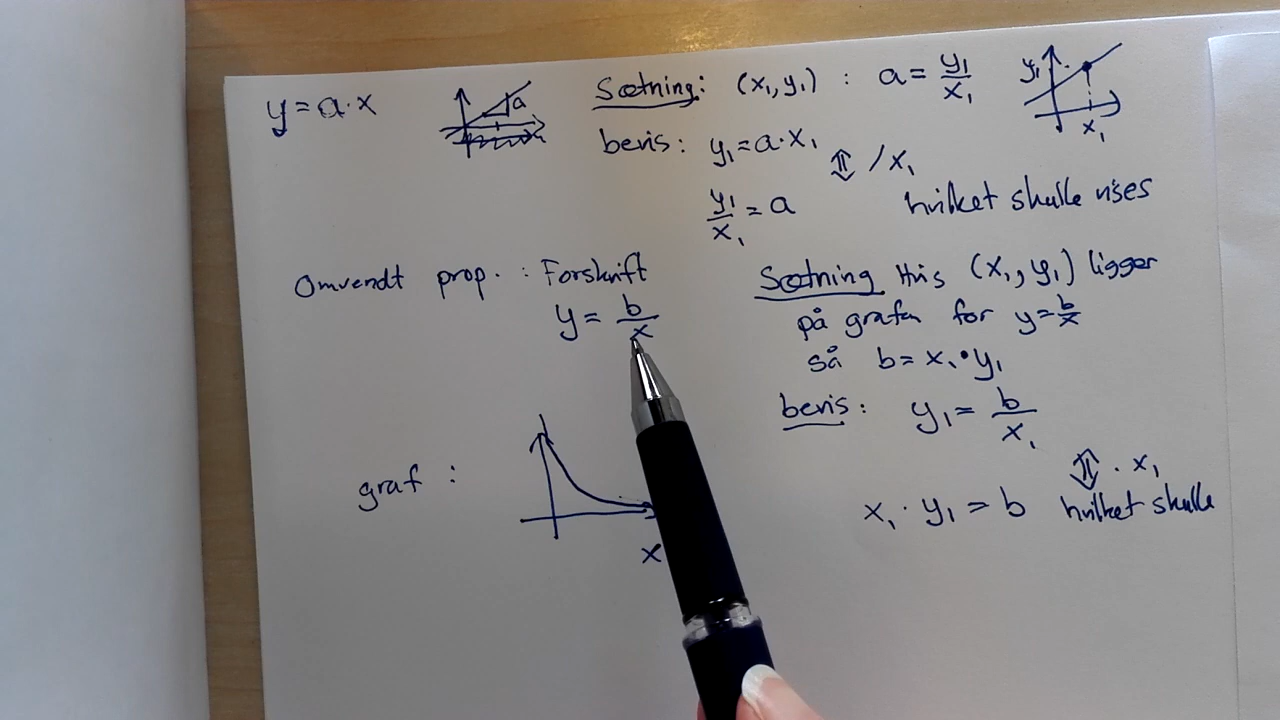 y = a · x
a
Sætning: (x₁, y₁) : a = y₁/x₁
y₁
x₁
bevis: y₁ = a · x₁
⇕ /x₁
y₁/x₁ = a hvilket skulle vises
Omvendt prop. : Forskrift
y = b/x
graf :
x
Sætning Hvis (x₁, y₁) ligger
på grafen for y = b/x
så b = x₁ · y₁
bevis: y₁ = b/x₁
⇕ · x₁
x₁ · y₁ = b hvilket skulle